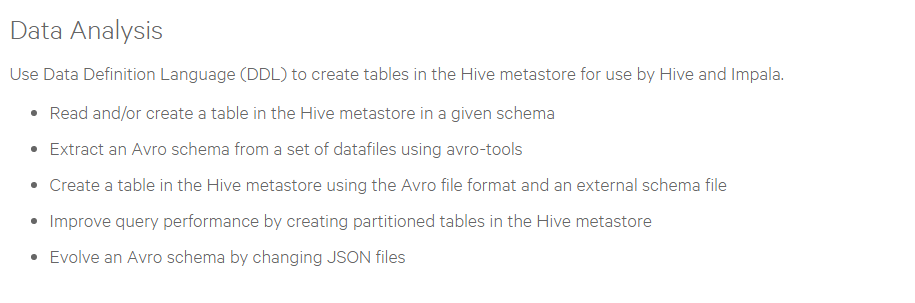 Data Analysis
Use Data Definition Language (DDL) to create tables in the Hive metastore for use by Hive and Impala.
• Read and/or create a table in the Hive metastore in a given schema
• Extract an Avro schema from a set of datafiles using avro-tools
• Create a table in the Hive metastore using the Avro file format and an external schema file
• Improve query performance by creating partitioned tables in the Hive metastore
• Evolve an Avro schema by changing JSON files